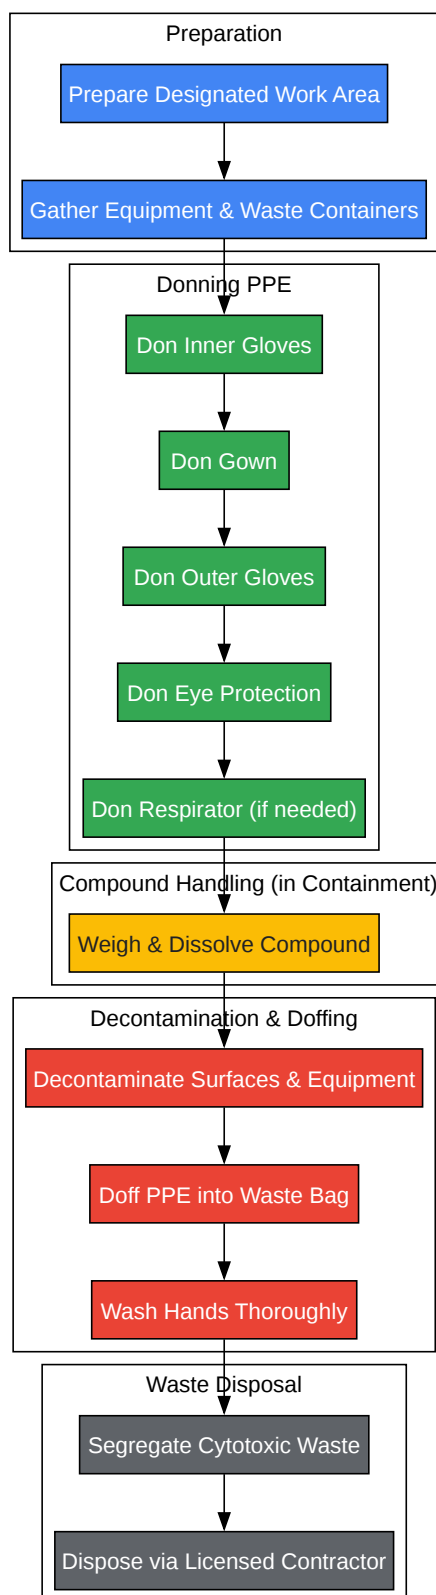 Preparation
Prepare Designated Work Area
Gather Equipment & Waste Containers
Donning PPE
Don Inner Gloves
Don Gown
Don Outer Gloves
Don Eye Protection
Don Respirator (if needed)
Compound Handling (in Containment)
Weigh & Dissolve Compound
Decontamination & Doffing
Decontaminate Surfaces & Equipment
Doff PPE into Waste Bag
Wash Hands Thoroughly
Waste Disposal
Segregate Cytotoxic Waste
Dispose via Licensed Contractor